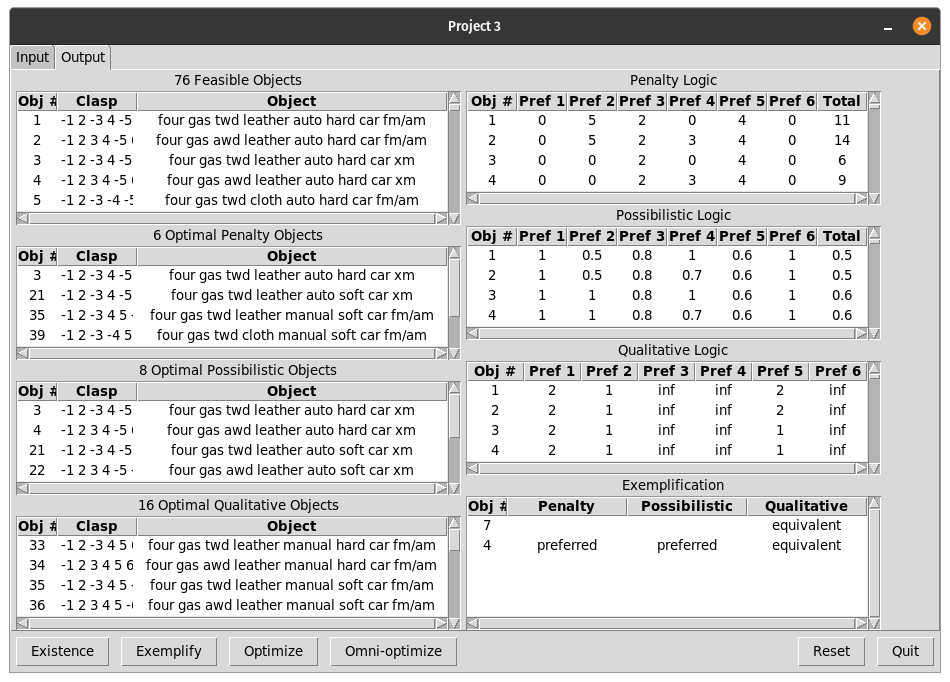 Project 3
Input Output
76 Feasible Objects
Obj # Clasp Object
1 -1 2 -3 4 -5 four gas twd leather auto hard car fm/am
2 -1 2 3 4 -5 four gas awd leather auto hard car fm/am
3 -1 2 -3 4 -5 four gas twd leather auto hard car xm
4 -1 2 3 4 -5 four gas awd leather auto hard car xm
5 -1 2 -3 -4 -5 four gas twd cloth auto hard car fm/am
6 Optimal Penalty Objects
Obj # Clasp Object
3 -1 2 -3 4 -5 four gas twd leather auto hard car xm
21 -1 2 -3 4 -5 four gas twd leather auto soft car xm
35 -1 2 -3 4 5 - four gas twd leather manual soft car fm/am
39 -1 2 -3 -4 5 four gas twd cloth manual soft car fm/am
8 Optimal Possibilistic Objects
Obj # Clasp Object
3 -1 2 -3 4 -5 four gas twd leather auto hard car xm
4 -1 2 3 4 -5 four gas awd leather auto hard car xm
21 -1 2 -3 4 -5 four gas twd leather auto soft car xm
22 -1 2 3 4 -5 - four gas awd leather auto soft car xm
16 Optimal Qualitative Objects
Obj # Clasp Object
33 -1 2 -3 4 5 four gas twd leather manual hard car fm/am
34 -1 2 3 4 5 6 four gas awd leather manual hard car fm/am
35 -1 2 -3 4 5 - four gas twd leather manual soft car fm/am
36 -1 2 3 4 5 - four gas awd leather manual soft car fm/am
Penalty Logic
Obj # Pref 1 Pref 2 Pref 3 Pref 4 Pref 5 Pref 6 Total
1 0 5 2 0 4 0 11
2 0 5 2 3 4 0 14
3 0 0 2 0 4 0 6
4 0 0 2 3 4 0 9
Possibilistic Logic
Obj # Pref 1 Pref 2 Pref 3 Pref 4 Pref 5 Pref 6 Total
1 1 0.5 0.8 1 0.6 1 0.5
2 1 0.5 0.8 0.7 0.6 1 0.5
3 1 1 0.8 1 0.6 1 0.6
4 1 1 0.8 0.7 0.6 1 0.6
Qualitative Logic
Obj # Pref 1 Pref 2 Pref 3 Pref 4 Pref 5 Pref 6
1 2 1 inf inf 2 inf
2 2 1 inf inf 2 inf
3 2 1 inf inf 1 inf
4 2 1 inf inf 1 inf
Exemplification
Obj # Penalty Possibilistic Qualitative
7 equivalent
4 preferred preferred equivalent
Existence Exemplify Optimize Omni-optimize Reset Quit